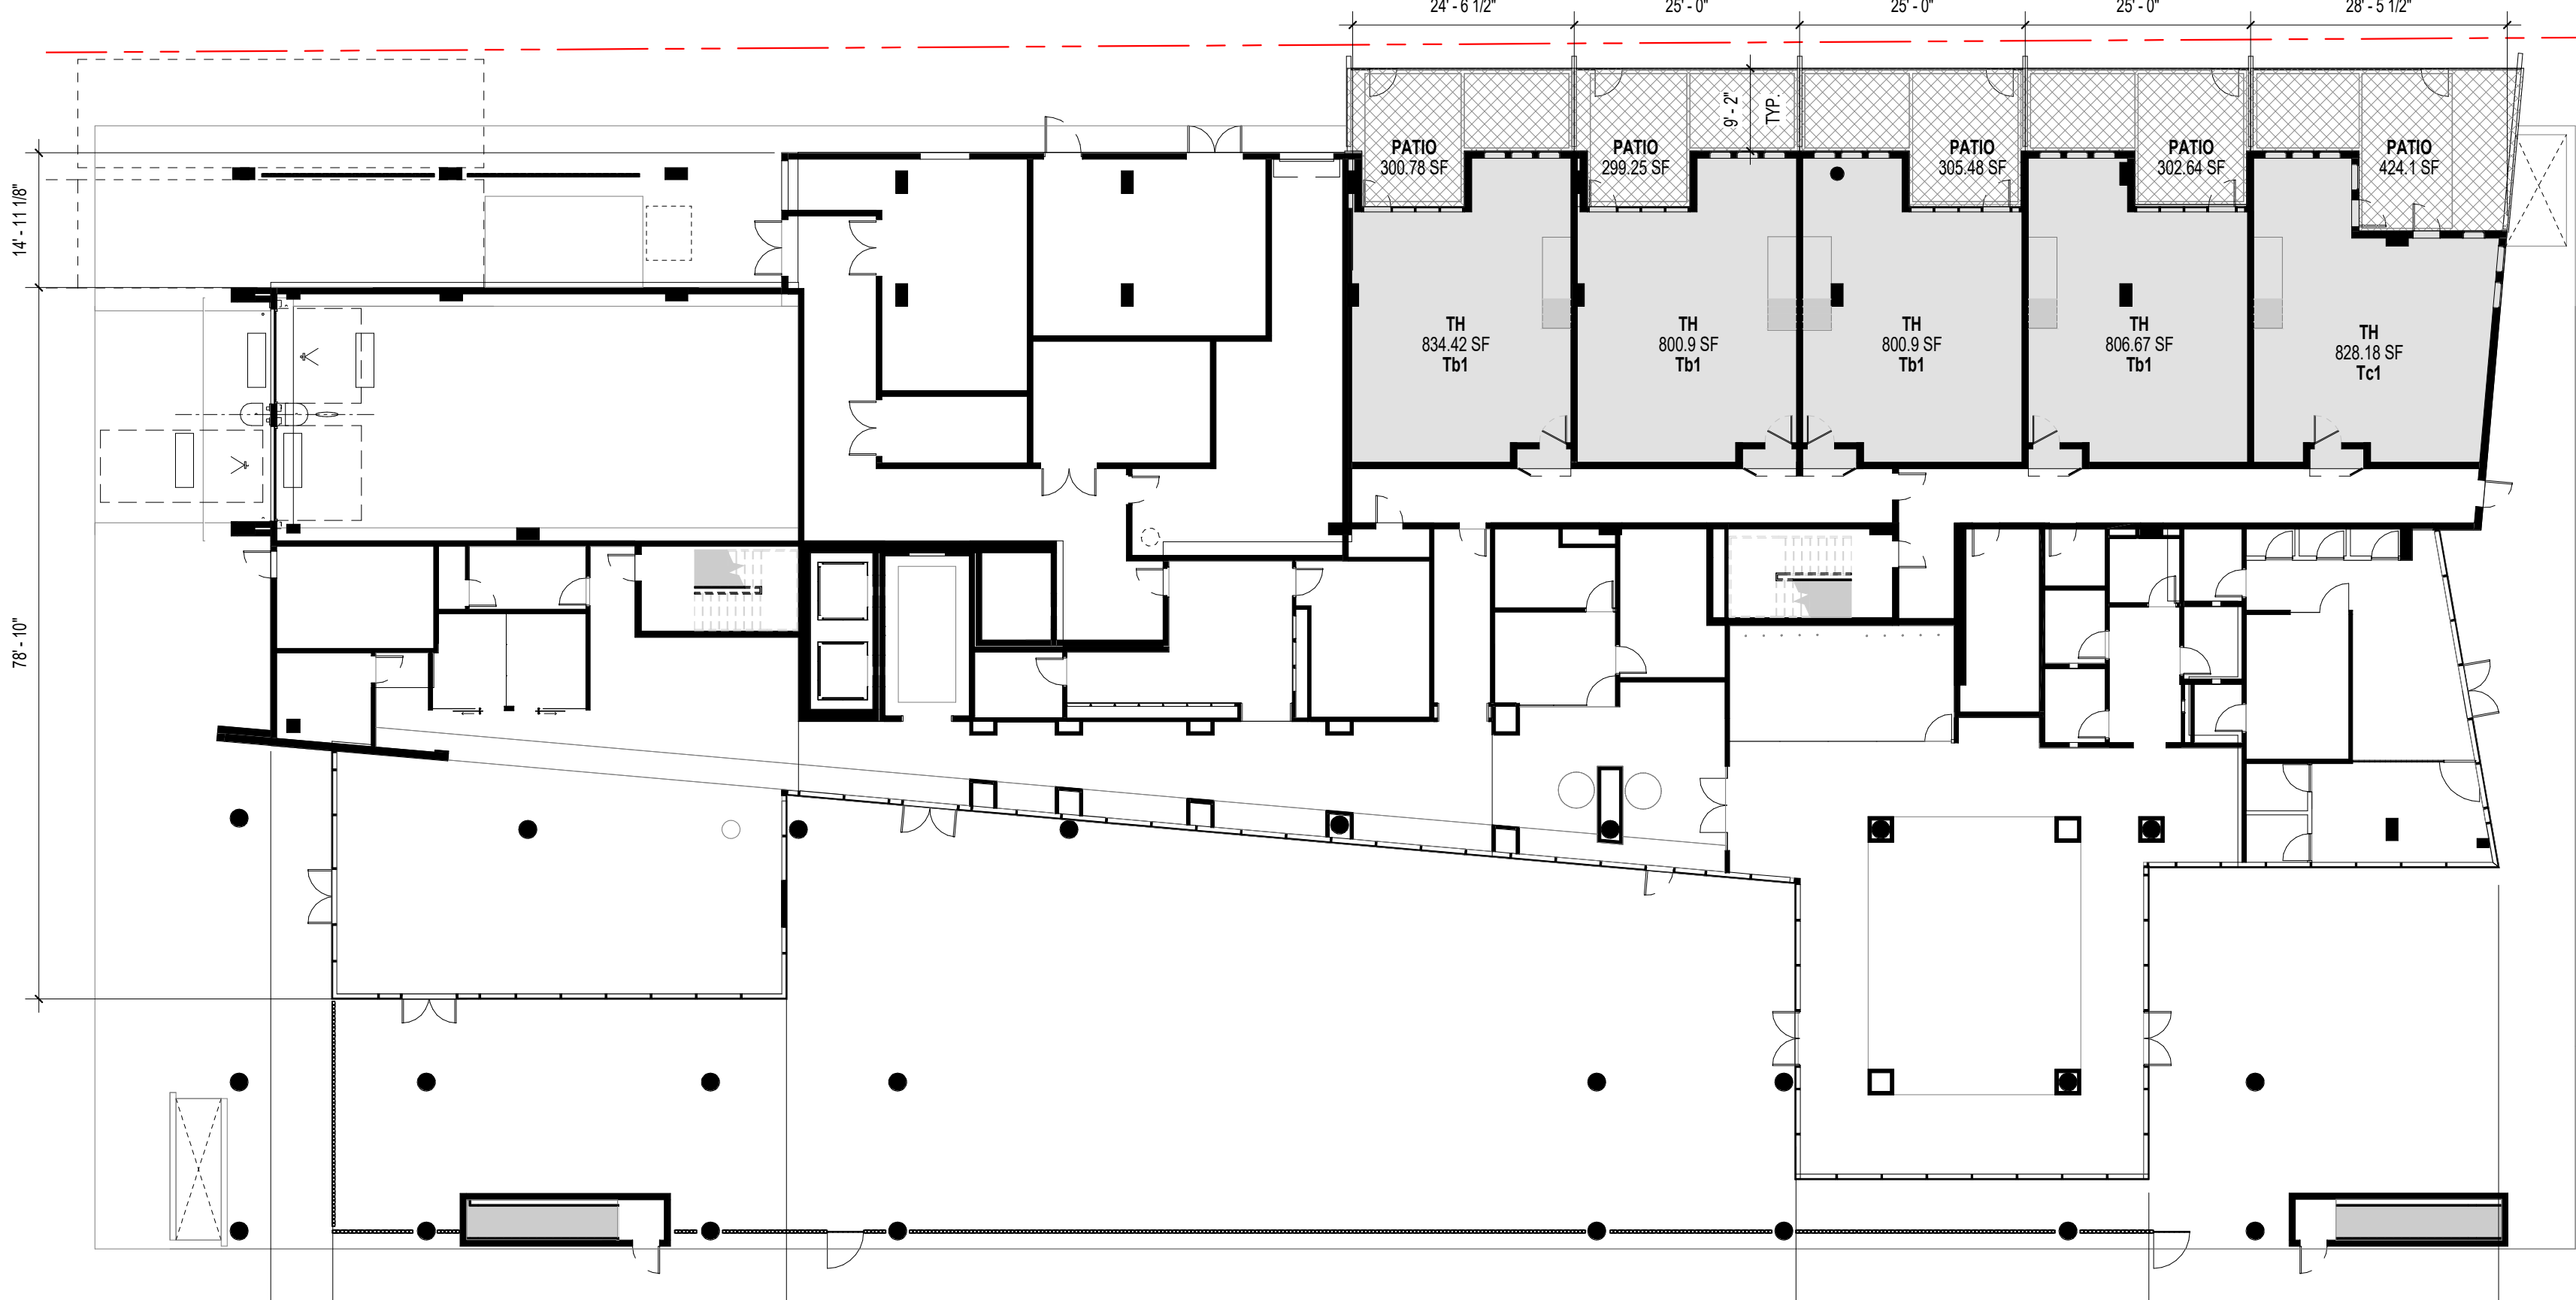 24' - 6 1/2"
25' - 0"
25' - 0"
25' - 0"
28' - 5 1/2"
9' - 2"
TYP.
PATIO
300.78 SF
PATIO
299.25 SF
PATIO
305.48 SF
PATIO
302.64 SF
PATIO
424.1 SF
14' - 11 1/8"
TH
834.42 SF
Tb1
TH
800.9 SF
Tb1
TH
800.9 SF
Tb1
TH
806.67 SF
Tb1
TH
828.18 SF
Tc1
78' - 10"